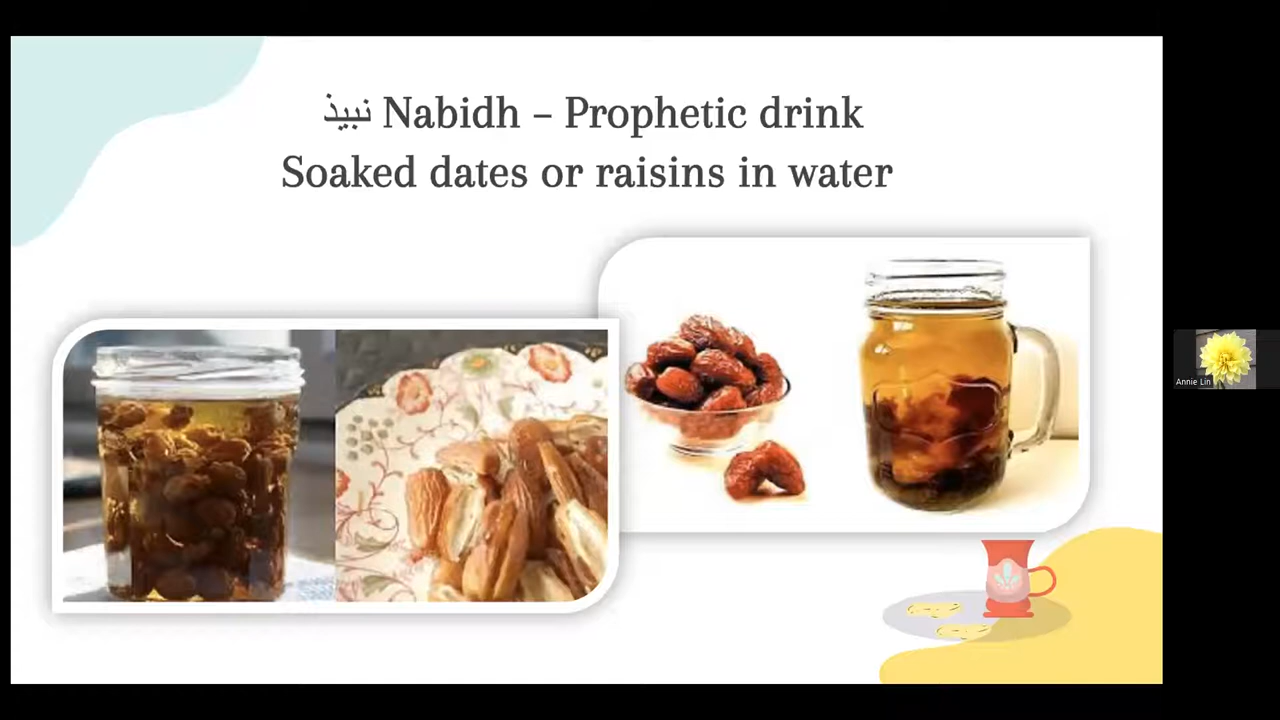 نبيذ Nabidh – Prophetic drink
Soaked dates or raisins in water
Annie Lin